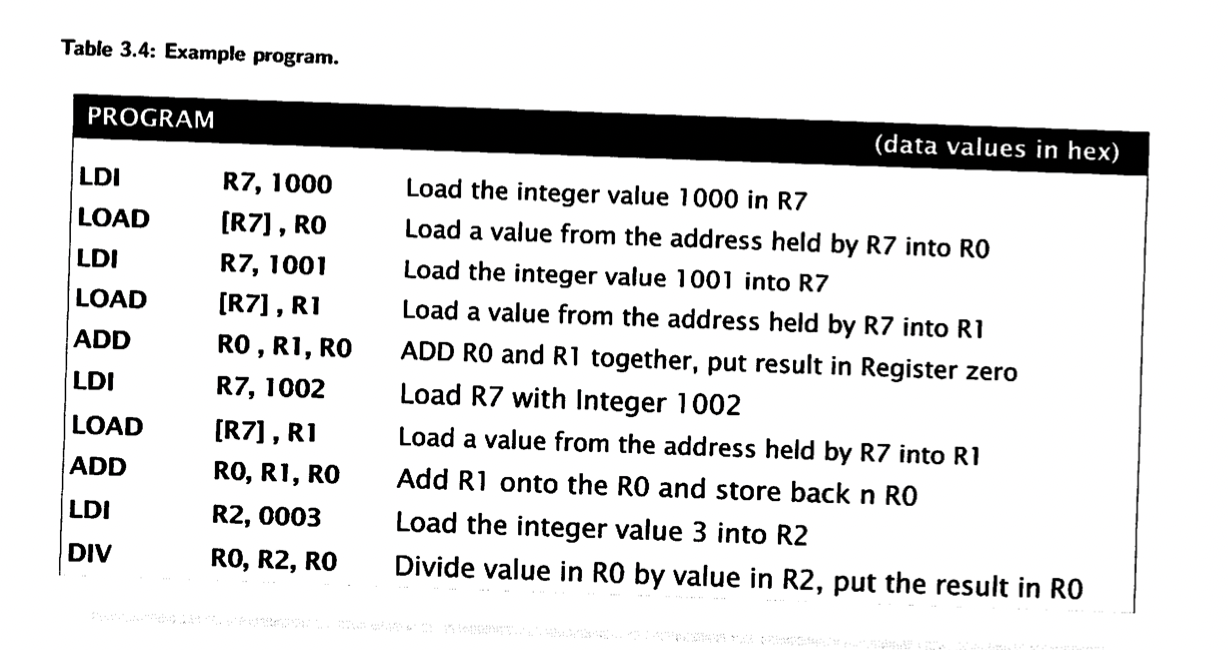 Table 3.4: Example program.
PROGRAM (data values in hex)
LDI R7, 1000 Load the integer value 1000 in R7
LOAD [R7] , R0 Load a value from the address held by R7 into R0
LDI R7, 1001 Load the integer value 1001 into R7
LOAD [R7] , R1 Load a value from the address held by R7 into R1
ADD R0 , R1, R0 ADD R0 and R1 together, put result in Register zero
LDI R7, 1002 Load R7 with Integer 1002
LOAD [R7] , R1 Load a value from the address held by R7 into R1
ADD R0, R1, R0 Add R1 onto the R0 and store back n R0
LDI R2, 0003 Load the integer value 3 into R2
DIV R0, R2, R0 Divide value in R0 by value in R2, put the result in R0